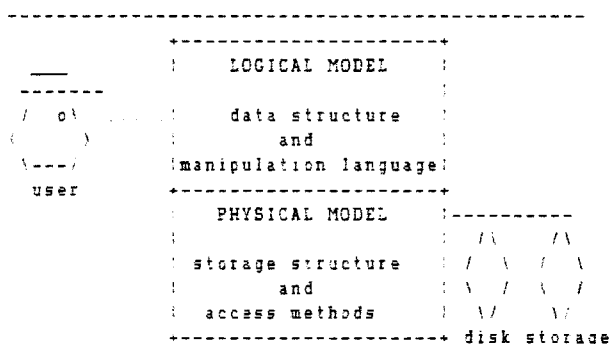 LOGICAL MODEL
data structure
and
manipulation language
user
PHYSICAL MODEL
storage structure
and
access methods
disk storage